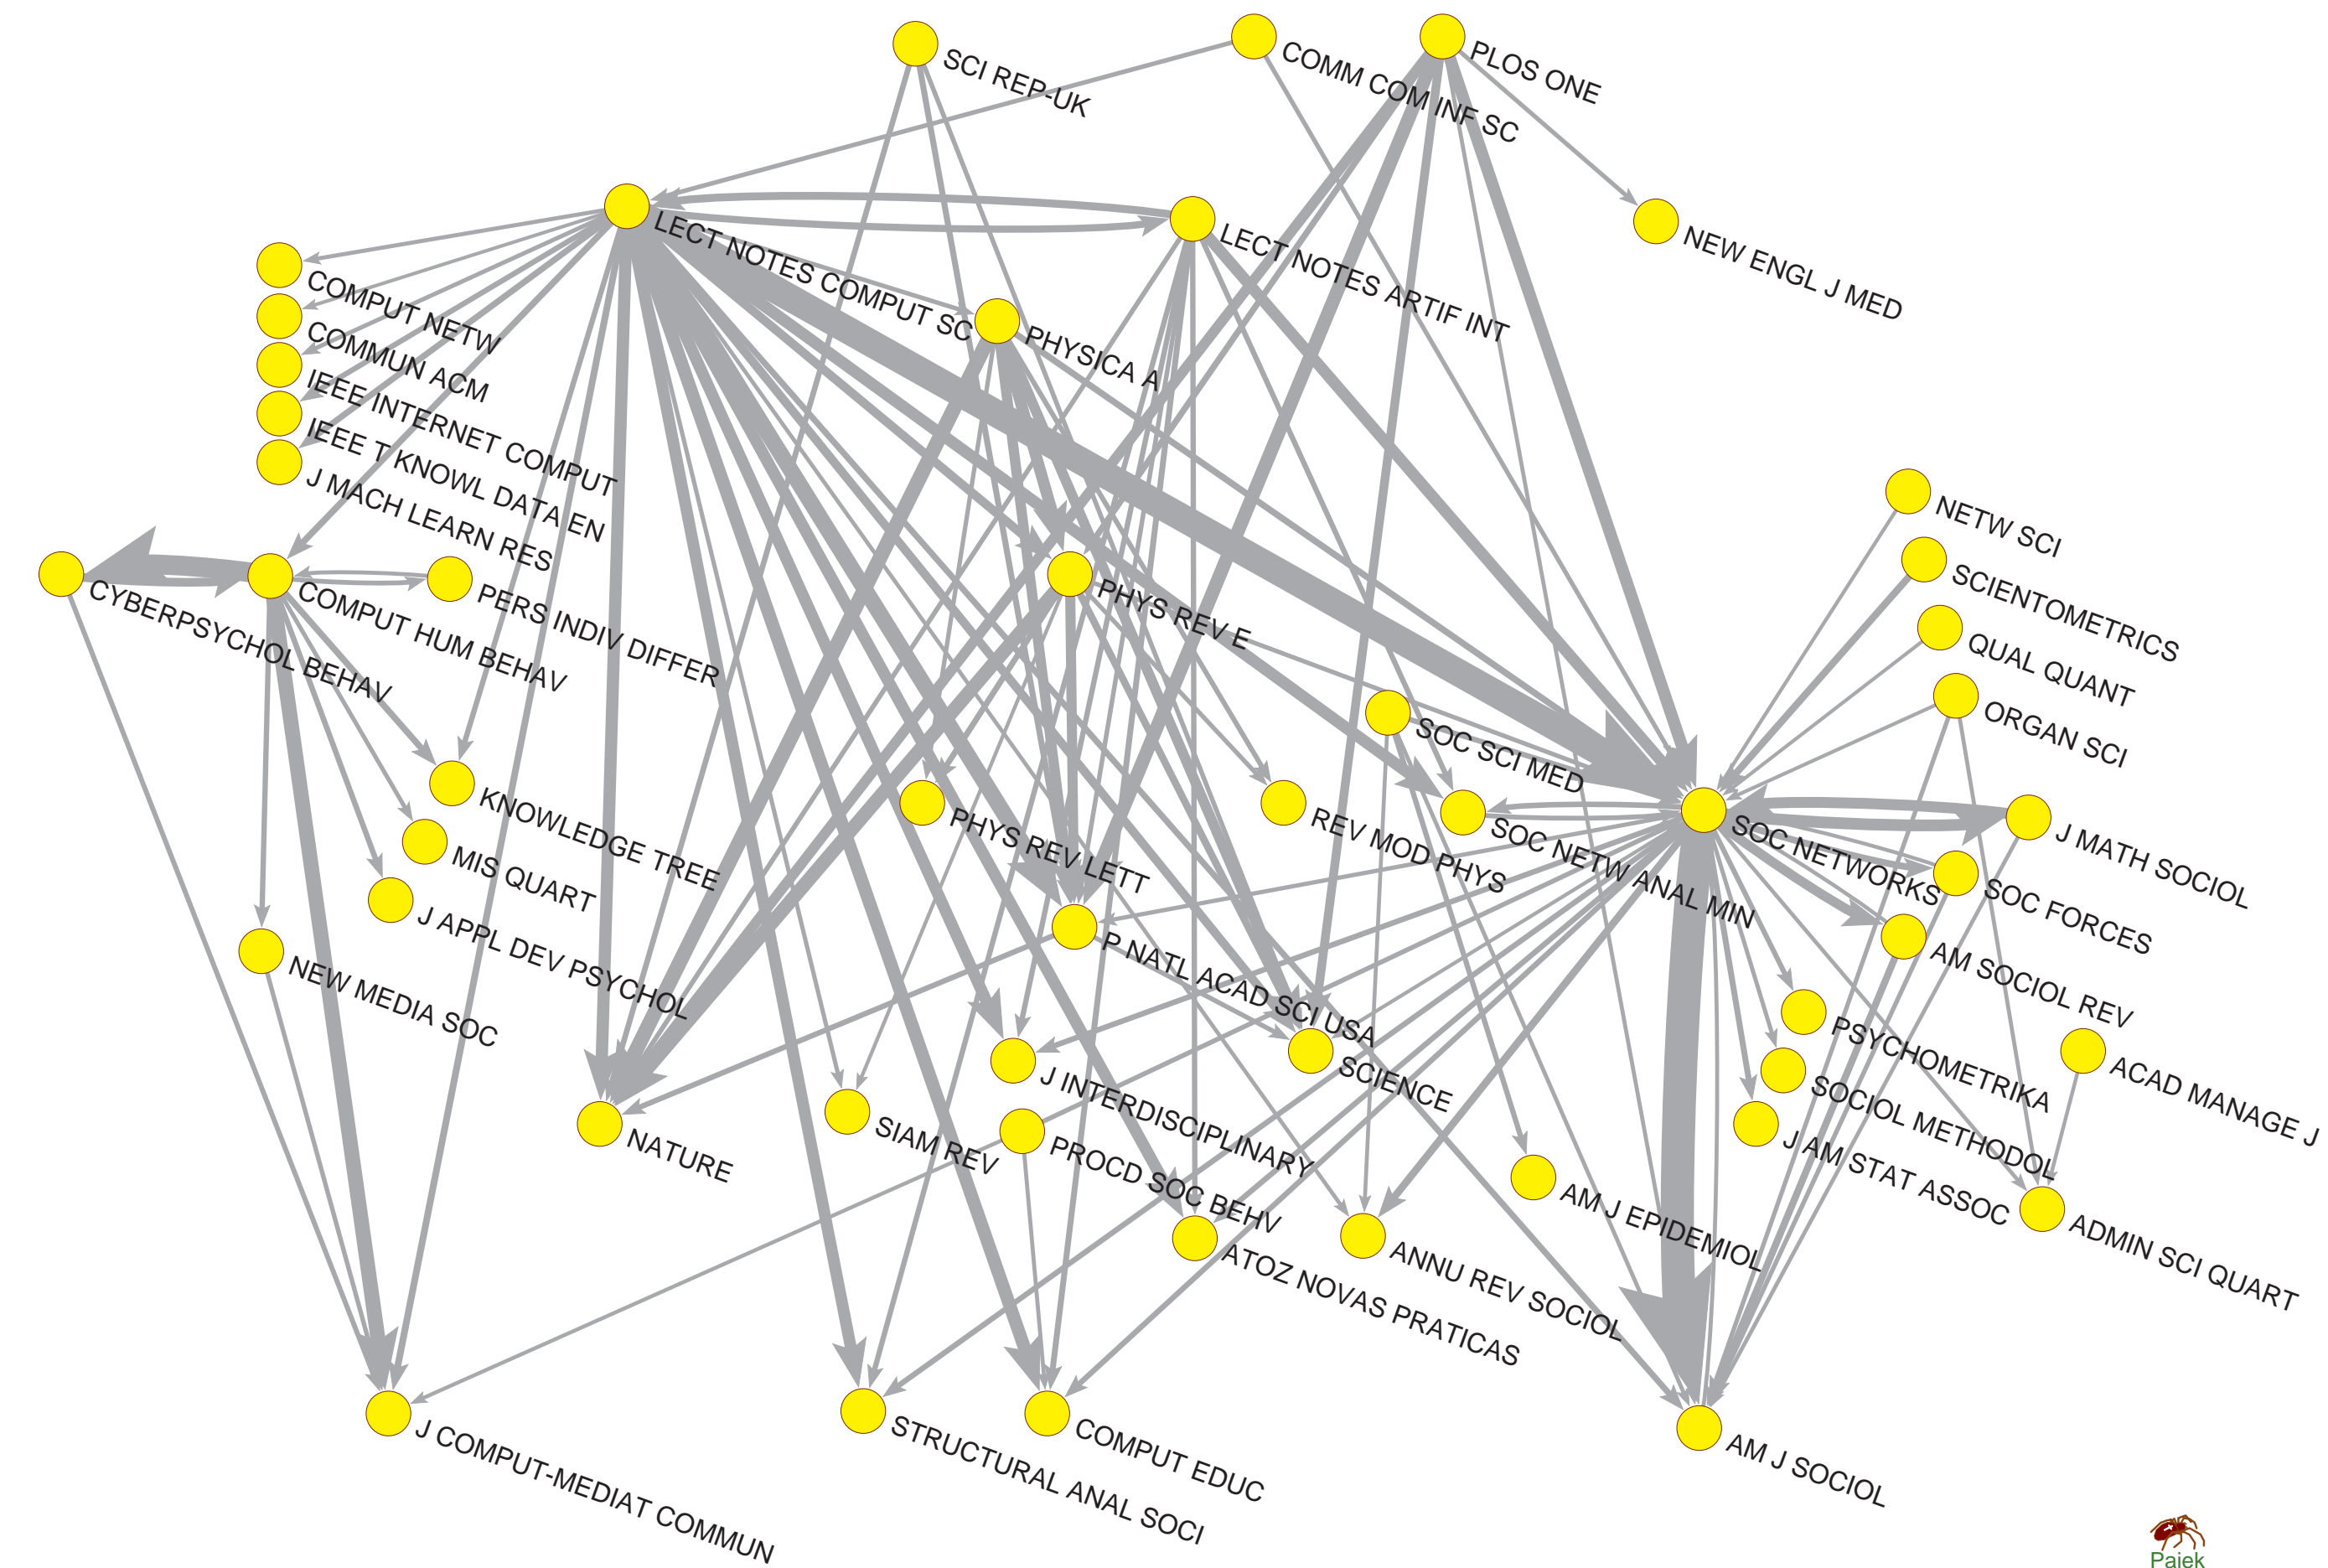 SCI REP-UK
COMM COM INF SC
PLOS ONE
LECT NOTES COMPUT SC
LECT NOTES ARTIF INT
NEW ENGL J MED
COMPUT NETW
COMMUN ACM
PHYSICA A
IEEE INTERNET COMPUT
IEEE T KNOWL DATA EN
J MACH LEARN RES
NETW SCI
SCIENTOMETRICS
CYBERPSYCHOL BEHAV
COMPUT HUM BEHAV
PERS INDIV DIFFER
PHYS REV E
QUAL QUANT
ORGAN SCI
SOC SCI MED
KNOWLEDGE TREE
PHYS REV LETT
REV MOD PHYS
SOC NETW ANAL MIN
SOC NETWORKS
J MATH SOCIOL
MIS QUART
SOC FORCES
J APPL DEV PSYCHOL
P NATL ACAD SCI USA
AM SOCIOL REV
NEW MEDIA SOC
PSYCHOMETRIKA
J INTERDISCIPLINARY
SCIENCE
SOCIOL METHODOL
ACAD MANAGE J
NATURE
SIAM REV
PROCD SOC BEHV
J AM STAT ASSOC
AM J EPIDEMIOL
ADMIN SCI QUART
ATOZ NOVAS PRATICAS
ANNU REV SOCIOL
J COMPUT-MEDIAT COMMUN
STRUCTURAL ANAL SOCI
COMPUT EDUC
AM J SOCIOL
Pajek